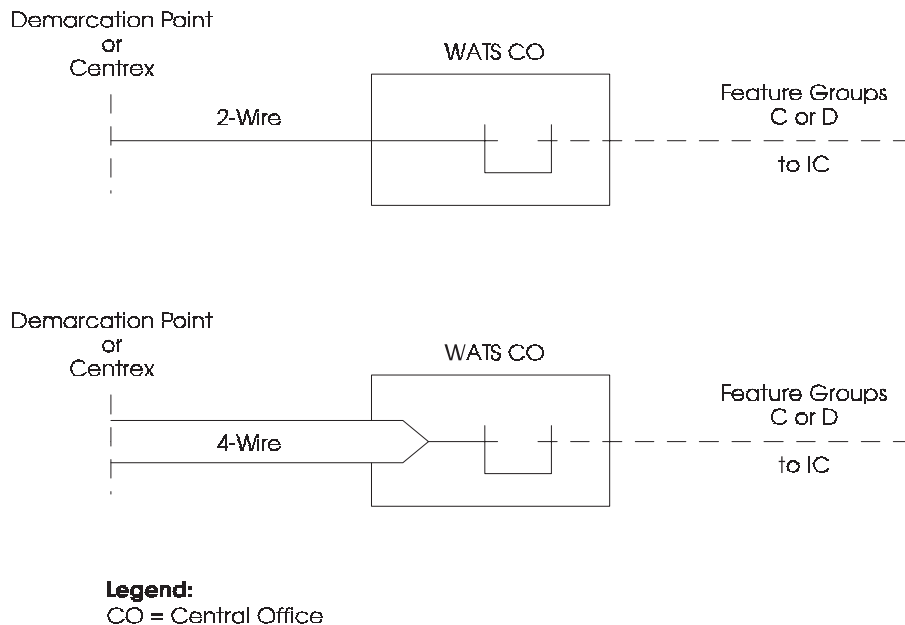 Demarcation Point
or
Centrex
WATS CO
2-Wire
Feature Groups
C or D
to IC
Demarcation Point
or
Centrex
WATS CO
4-Wire
Feature Groups
C or D
to IC
Legend:
CO = Central Office